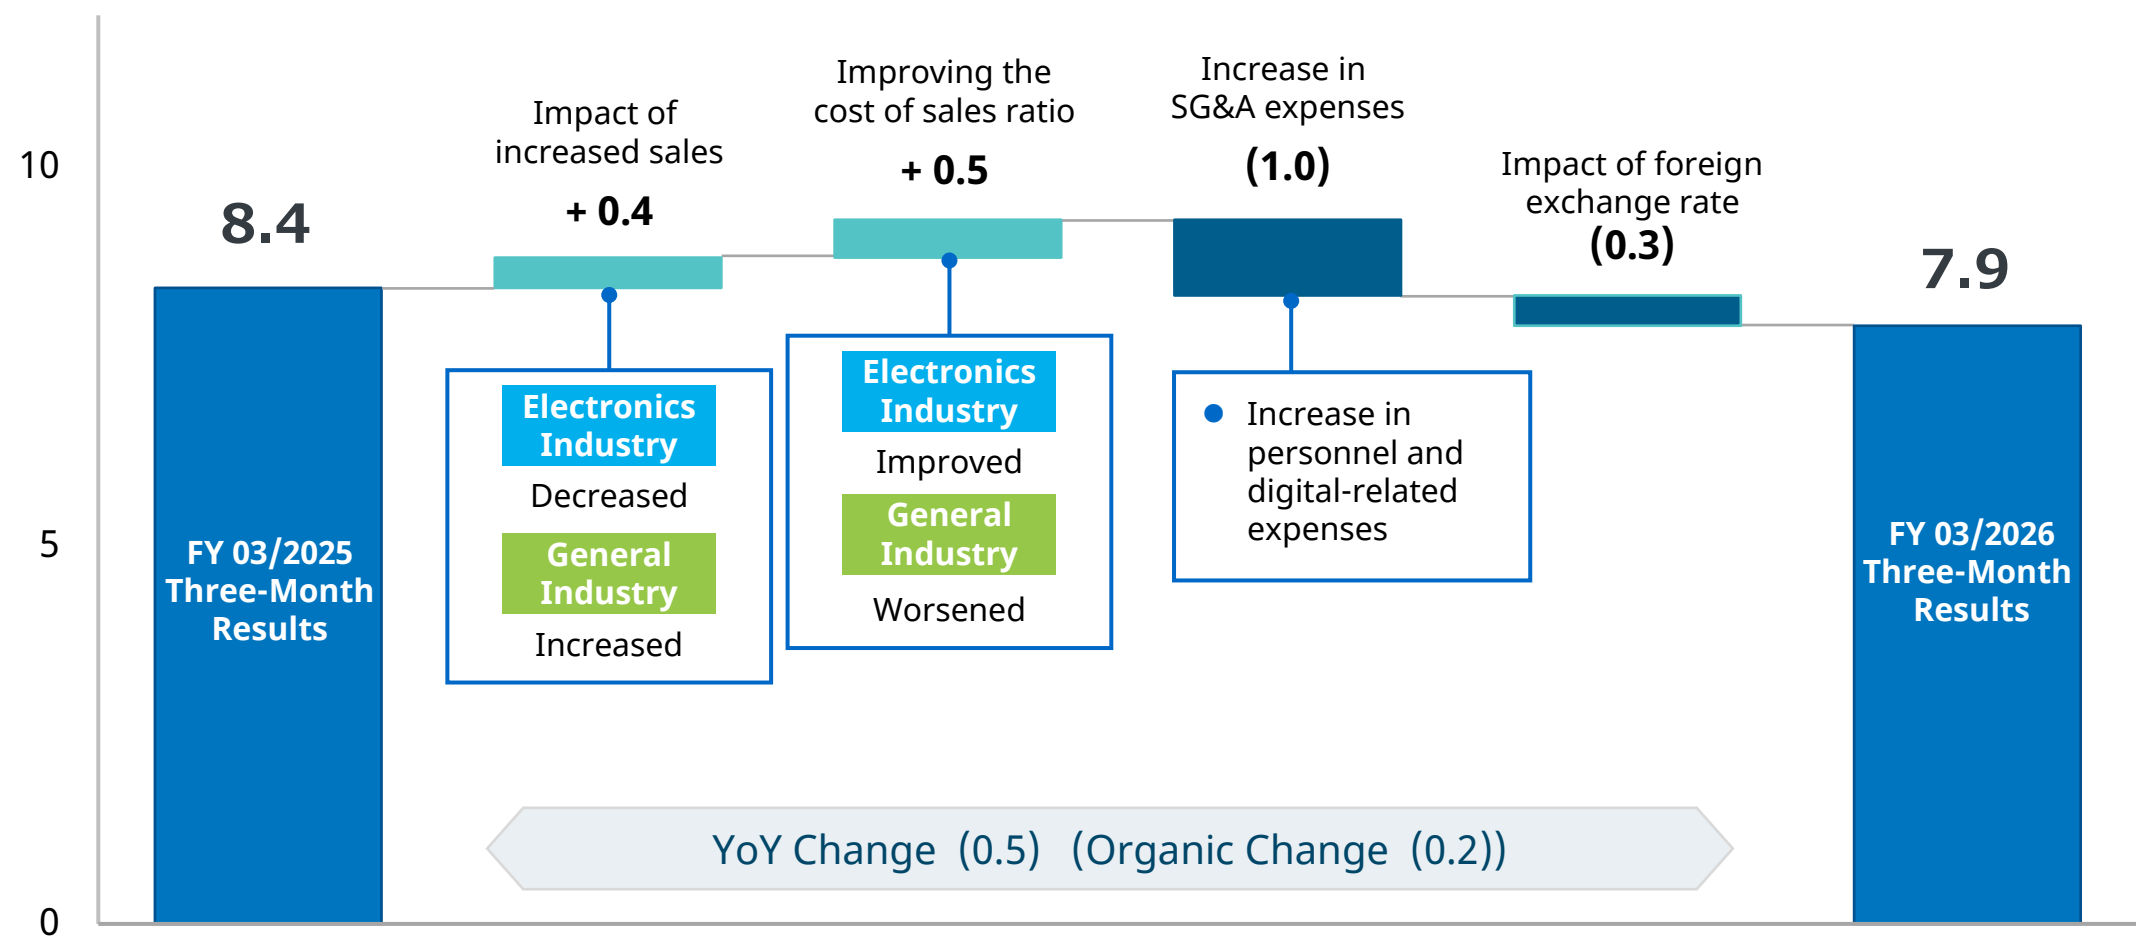 10
5
0
8.4
FY 03/2025
Three-Month
Results
Impact of
increased sales
+ 0.4
Electronics
Industry
Decreased
General
Industry
Increased
Improving the
cost of sales ratio
+ 0.5
Electronics
Industry
Improved
General
Industry
Worsened
Increase in
SG&A expenses
(1.0)
● Increase in
personnel and
digital-related
expenses
Impact of foreign
exchange rate
(0.3)
7.9
FY 03/2026
Three-Month
Results
YoY Change (0.5) (Organic Change (0.2))